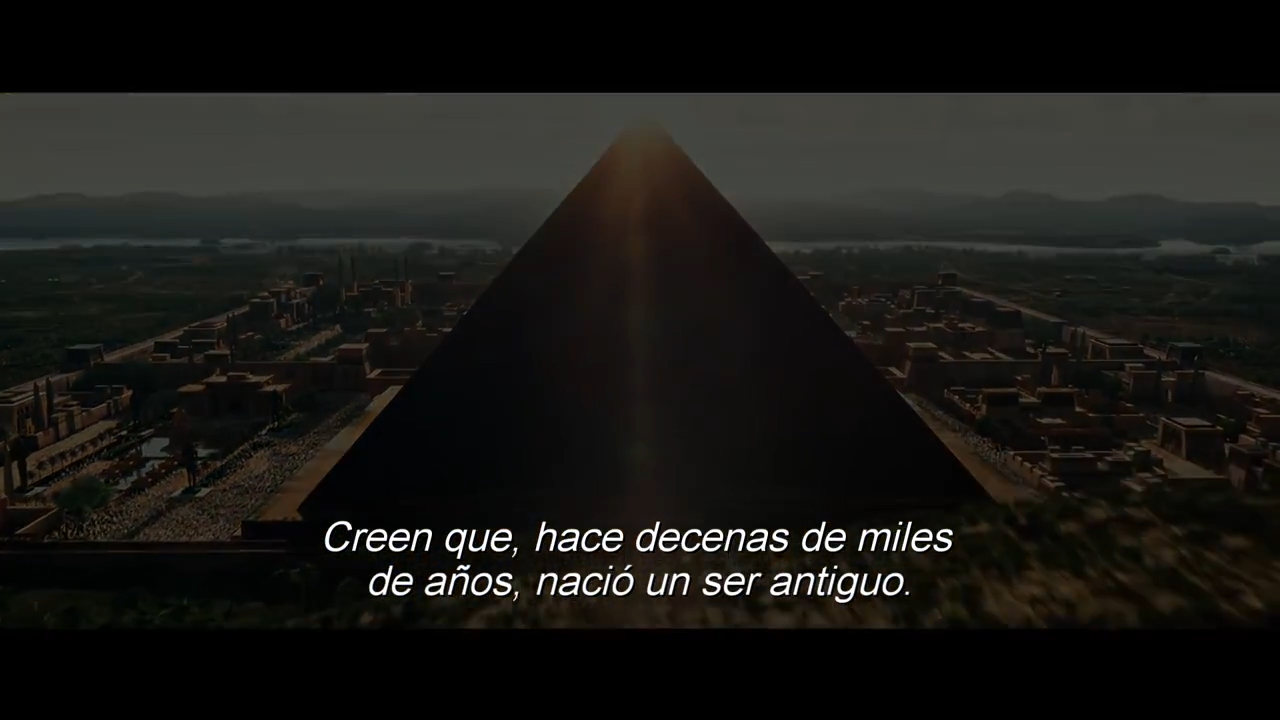 Creen que, hace decenas de miles
de años, nació un ser antiguo.